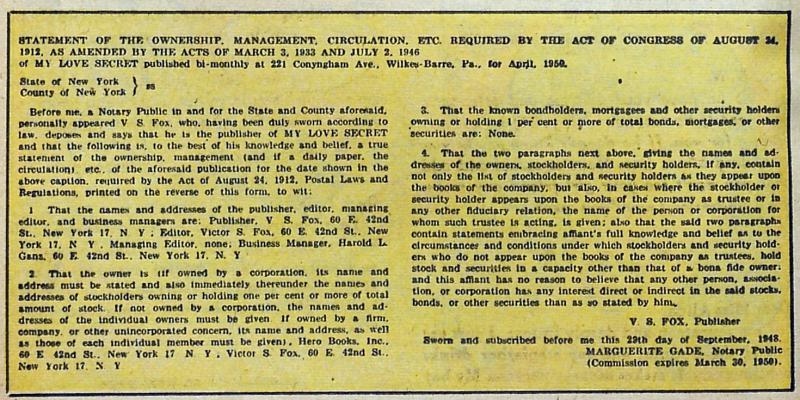 STATEMENT OF THE OWNERSHIP, MANAGEMENT, CIRCULATION, ETC. REQUIRED BY THE ACT OF CONGRESS OF AUGUST 24,
1912, AS AMENDED BY THE ACTS OF MARCH 3, 1933 AND JULY 2, 1946
of MY LOVE SECRET published bi-monthly at 221 Conyngham Ave., Wilkes-Barre, Pa., for April, 1950.
State of New York
County of New York } ss
Before me, a Notary Public in and for the State and County aforesaid,
personally appeared V S. Fox, who, having been duly sworn according to
law, deposes and says that he is the publisher of MY LOVE SECRET
and that the following is, to the best of his knowledge and belief, a true
statement of the ownership, management (and if a daily paper, the
circulation), etc., of the aforesaid publication for the date shown in the
above caption, required by the Act of August 24, 1912, Postal Laws and
Regulations, printed on the reverse of this form, to wit:
1 That the names and addresses of the publisher, editor, managing
editor, and business managers are: Publisher, V. S. Fox, 60 E. 42nd
St., New York 17, N Y; Editor, Victor S. Fox, 60 E. 42nd St., New
York 17, N Y. Managing Editor, none; Business Manager, Harold L.
Gans, 60 E. 42nd St., New York 17, N. Y
2. That the owner is (if owned by a corporation, its name and
address must be stated and also immediately thereunder the names and
addresses of stockholders owning or holding one per cent or more of total
amount of stock. If not owned by a corporation, the names and ad-
dresses of the individual owners must be given. If owned by a firm,
company, or other unincorporated concern, its name and address, as well
as those of each individual member must be given), Hero Books, Inc.,
60 E 42nd St., New York 17 N Y. Victor S. Fox, 60 E. 42nd St.,
New York 17, N Y
3. That the known bondholders, mortgagees and other security holders
owning or holding 1 per cent or more of total bonds, mortgages, or other
securities are: None.
4. That the two paragraphs next above, giving the names and ad-
dresses of the owners, stockholders, and security holders, if any, contain
not only the list of stockholders and security holders as they appear upon
the books of the company, but also, in cases where the stockholder or
security holder appears upon the books of the company as trustee or in
any other fiduciary relation, the name of the person or corporation for
whom such trustee is acting, is given; also that the said two paragraphs
contain statements embracing affiant's full knowledge and belief as to the
circumstances and conditions under which stockholders and security hold-
ers who do not appear upon the books of the company as trustees, hold
stock and securities in a capacity other than that of a bona fide owner;
and this affiant has no reason to believe that any other person, associa-
tion, or corporation has any interest direct or indirect in the said stocks,
bonds, or other securities than as so stated by him.
V. S. FOX, Publisher
Sworn and subscribed before me this 29th day of September, 1948.
MARGUERITE GADE, Notary Public
(Commission expires March 30, 1950).